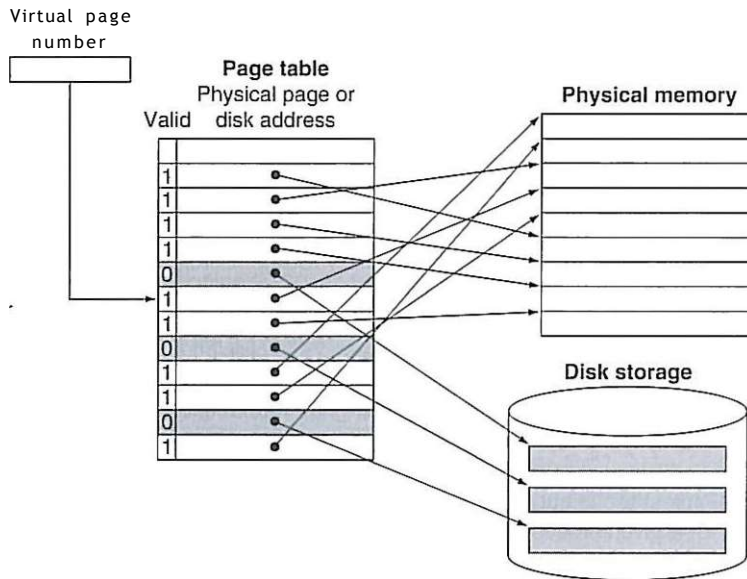 Virtual page
number
Page table
Physical page or
Valid disk address
Physical memory
1
1
1
1
0
1
1
0
1
1
0
1
Disk storage